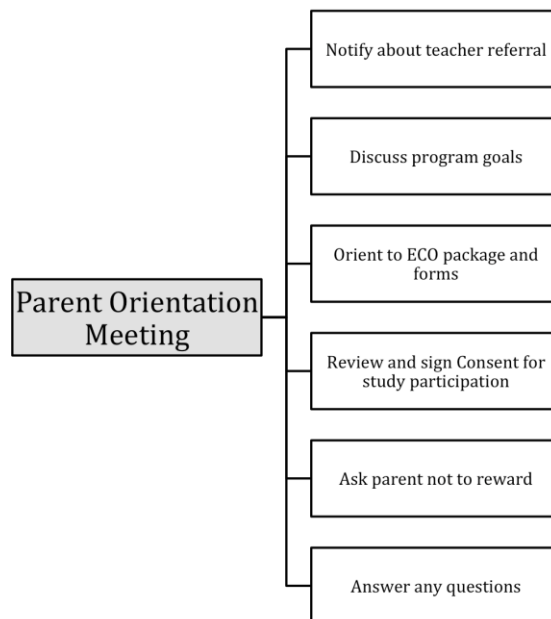 Notify about teacher referral
Discuss program goals
Orient to ECO package and
forms
Parent Orientation
Meeting
Review and sign Consent for
study participation
Ask parent not to reward
Answer any questions